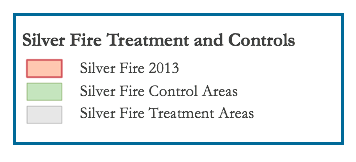 Silver Fire Treatment and Controls
Silver Fire 2013
Silver Fire Control Areas
Silver Fire Treatment Areas